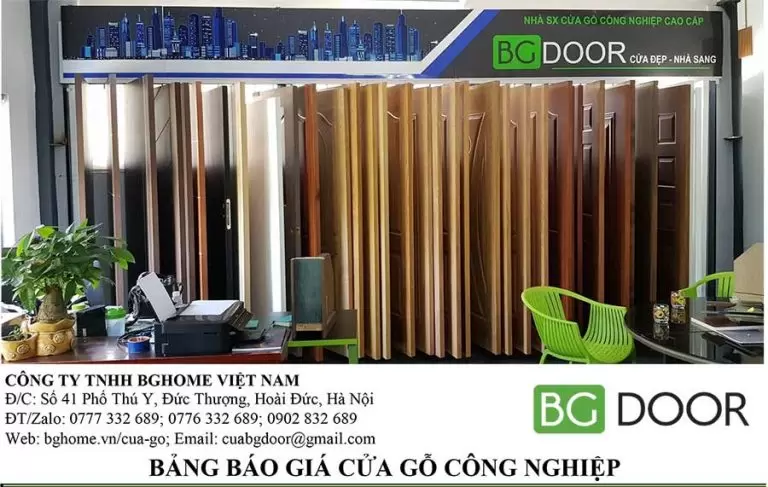 NHÀ SX CỬA GỖ CÔNG NGHIỆP CAO CẤP
BGDOOR CỬA ĐẸP - NHÀ SANG
CÔNG TY TNHH BGHOME VIỆT NAM
Đ/C: Số 41 Phố Thú Y, Đức Thượng, Hoài Đức, Hà Nội
ĐT/Zalo: 0777 332 689; 0776 332 689; 0902 832 689
Web: bghome.vn/cua-go; Email: cuabgdoor@gmail.com
BG DOOR
BẢNG BÁO GIÁ CỬA GỖ CÔNG NGHIỆP